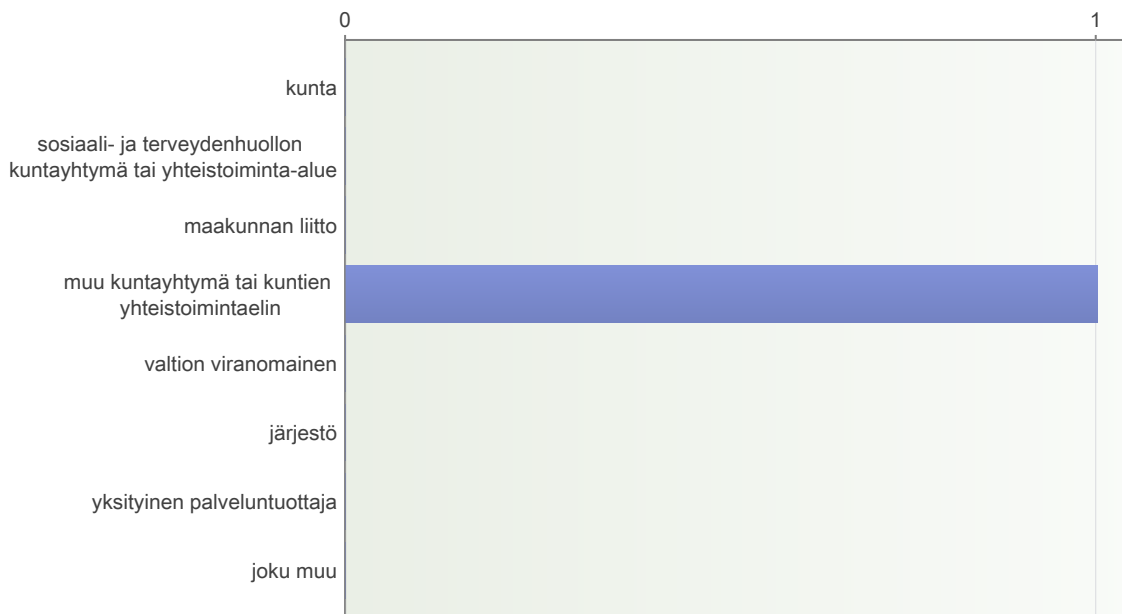 0 1
kunta
sosiaali- ja terveydenhuollon
kuntayhtymä tai yhteistoiminta-alue
maakunnan liitto
muu kuntayhtymä tai kuntien
yhteistoimintaelin
valtion viranomainen
järjestö
yksityinen palveluntuottaja
joku muu